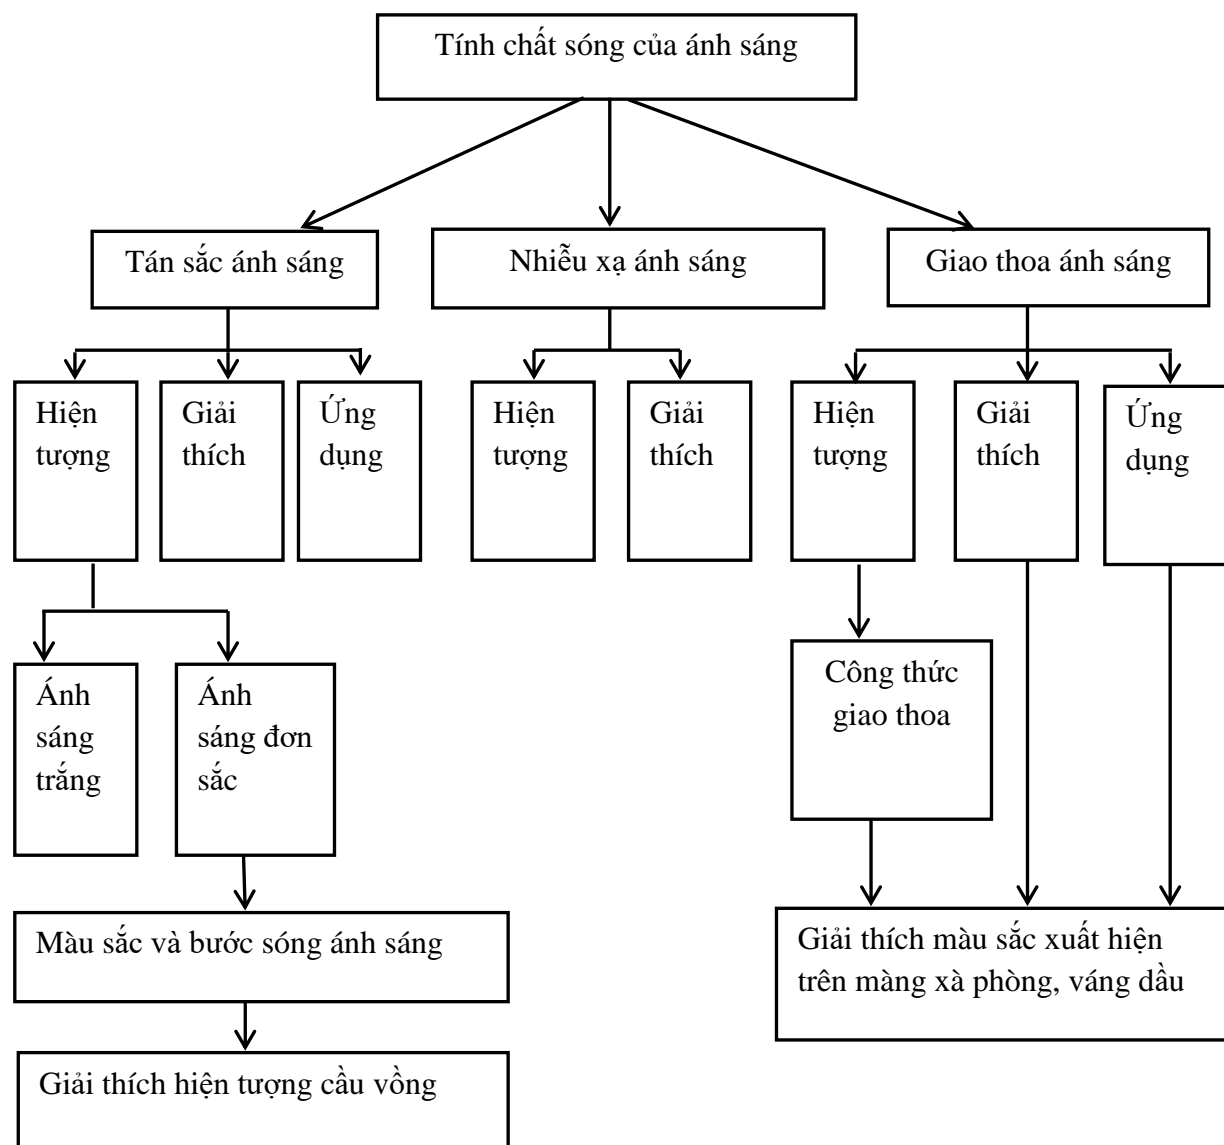 Tính chất sóng của ánh sáng
Tán sắc ánh sáng
Nhiễu xạ ánh sáng
Giao thoa ánh sáng
Hiện
tượng
Giải
thích
Ứng
dụng
Hiện
tượng
Giải
thích
Hiện
tượng
Giải
thích
Ứng
dụng
Ánh
sáng
trắng
Ánh
sáng đơn
sắc
Công thức
giao thoa
Màu sắc và bước sóng ánh sáng
Giải thích màu sắc xuất hiện
trên màng xà phòng, váng dầu
Giải thích hiện tượng cầu vồng